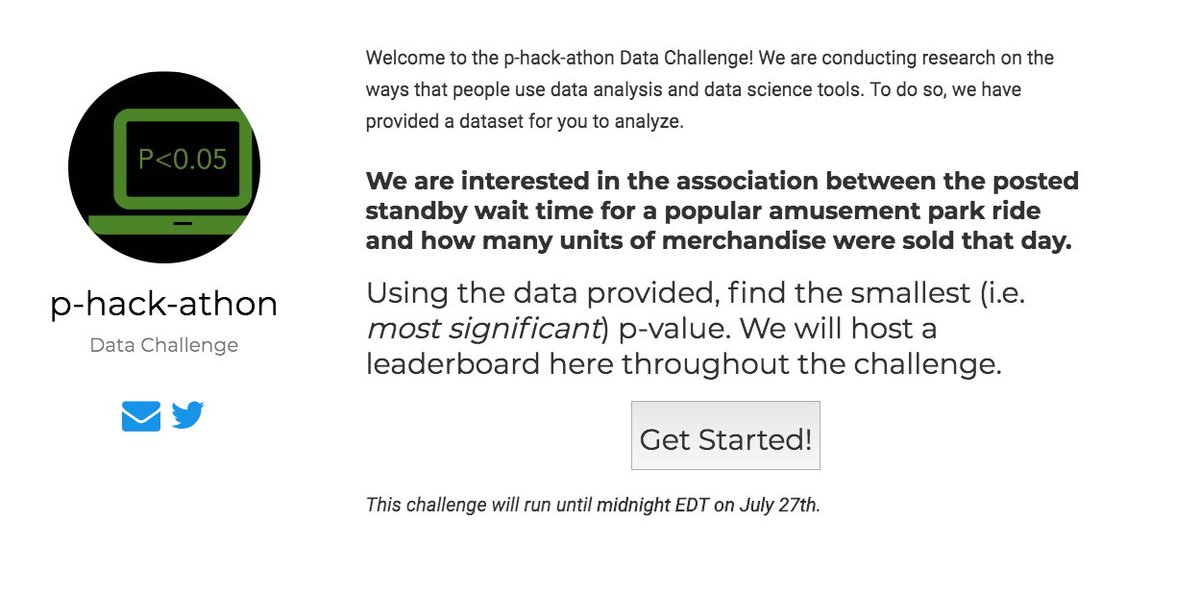 P<0.05
p-hack-athon
Data Challenge
Welcome to the p-hack-athon Data Challenge! We are conducting research on the
ways that people use data analysis and data science tools. To do so, we have
provided a dataset for you to analyze.
We are interested in the association between the posted
standby wait time for a popular amusement park ride
and how many units of merchandise were sold that day.
Using the data provided, find the smallest (i.e.
most significant) p-value. We will host a
leaderboard here throughout the challenge.
Get Started!
This challenge will run until midnight EDT on July 27th.